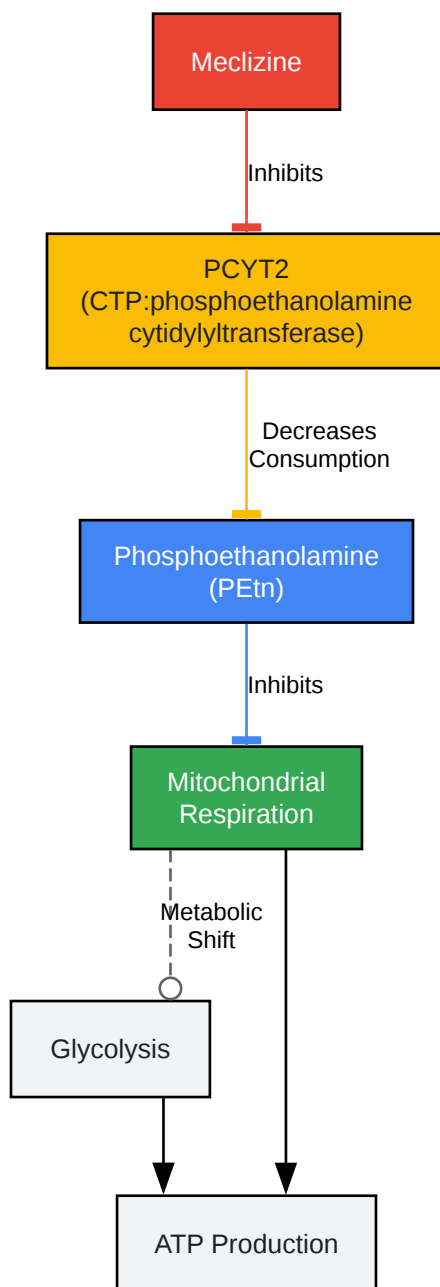 Meclizine
Inhibits
PCYT2
(CTP:phosphoethanolamine
cytidylyltransferase)
Decreases
Consumption
Phosphoethanolamine
(PEtn)
Inhibits
Mitochondrial
Respiration
Metabolic
Shift
Glycolysis
ATP Production